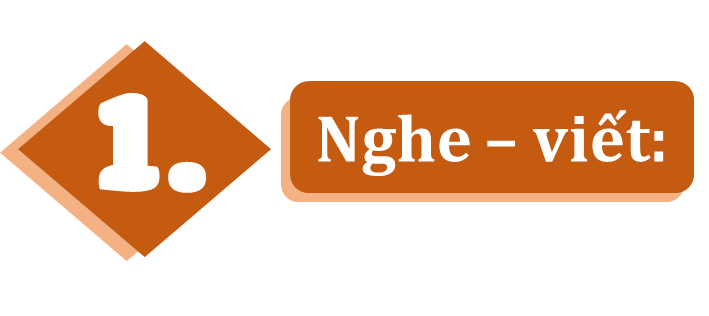 1.
Nghe – viết: